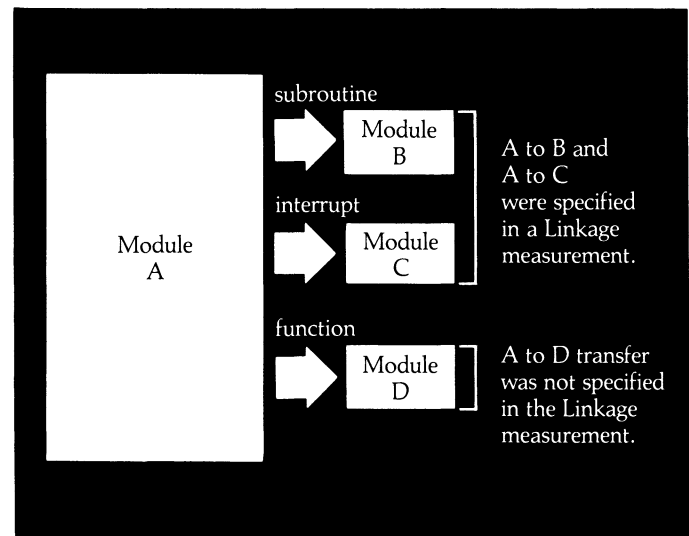 subroutine
Module
B
A to B and
A to C
were specified
in a Linkage
measurement.
interrupt
Module
C
Module
A
function
Module
D
A to D transfer
was not specified
in the Linkage
measurement.